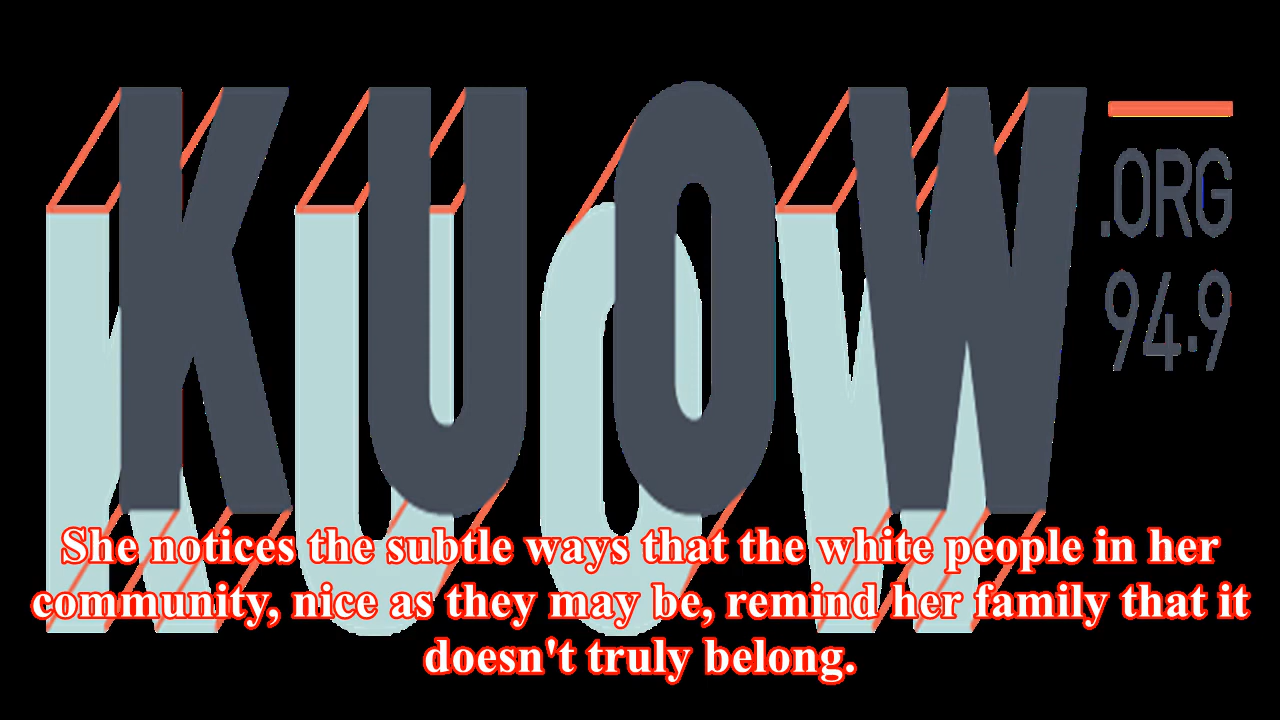 KUOW
.ORG
94.9
She notices the subtle ways that the white people in her
community, nice as they may be, remind her family that it
doesn't truly belong.